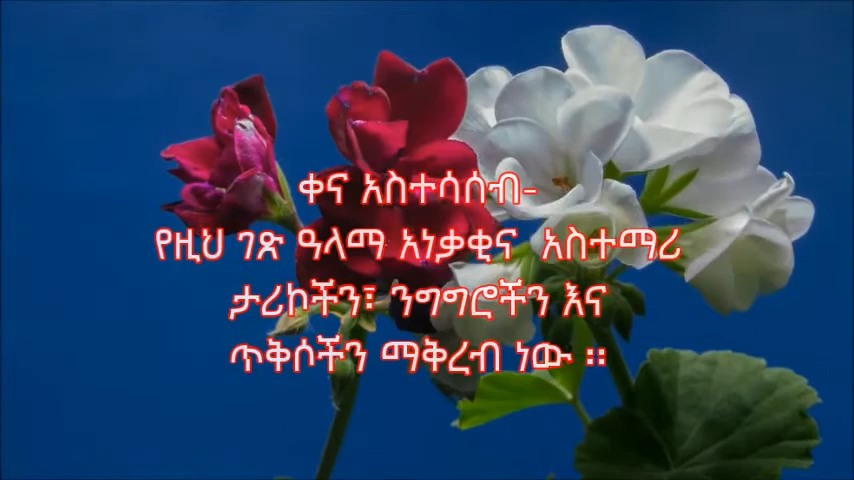 ቀና አስተሳሰብ-
የዚህ ገጽ ዓላማ አነቃቂና አስተማሪ
ታሪኮችን፣ ንግግሮችን እና
ጥቅሶችን ማቅረብ ነው ፡፡